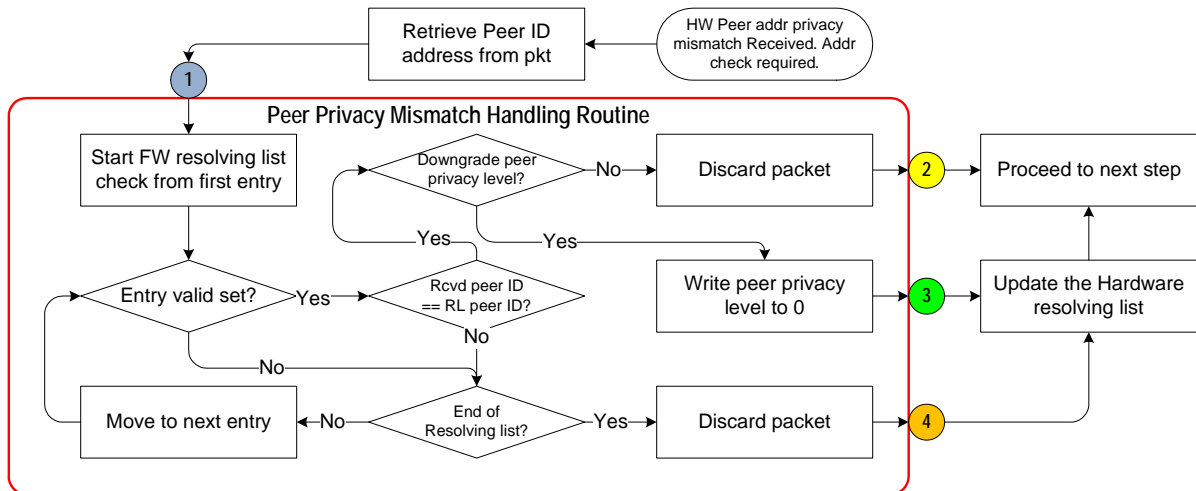 HW Peer addr privacy
mismatch Received. Addr
check required.
Retrieve Peer ID
address from pkt
1
Peer Privacy Mismatch Handling Routine
Start FW resolving list
check from first entry
Downgrade peer
privacy level?
No
Discard packet
2
Proceed to next step
Yes
Yes
Entry valid set?
Yes
Rcvd peer ID
== RL peer ID?
Write peer privacy
level to 0
3
Update the Hardware
resolving list
No
No
Move to next entry
No
End of
Resolving list?
Yes
Discard packet
4